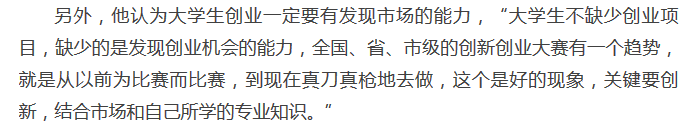 另外，他认为大学生创业一定要有发现市场的能力，“大学生不缺少创业项
目，缺少的是发现创业机会的能力，全国、省、市级的创新创业大赛有一个趋势，
就是从以前为比赛而比赛，到现在真刀真枪地去做，这个是好的现象，关键要创
新，结合市场和自己所学的专业知识。”